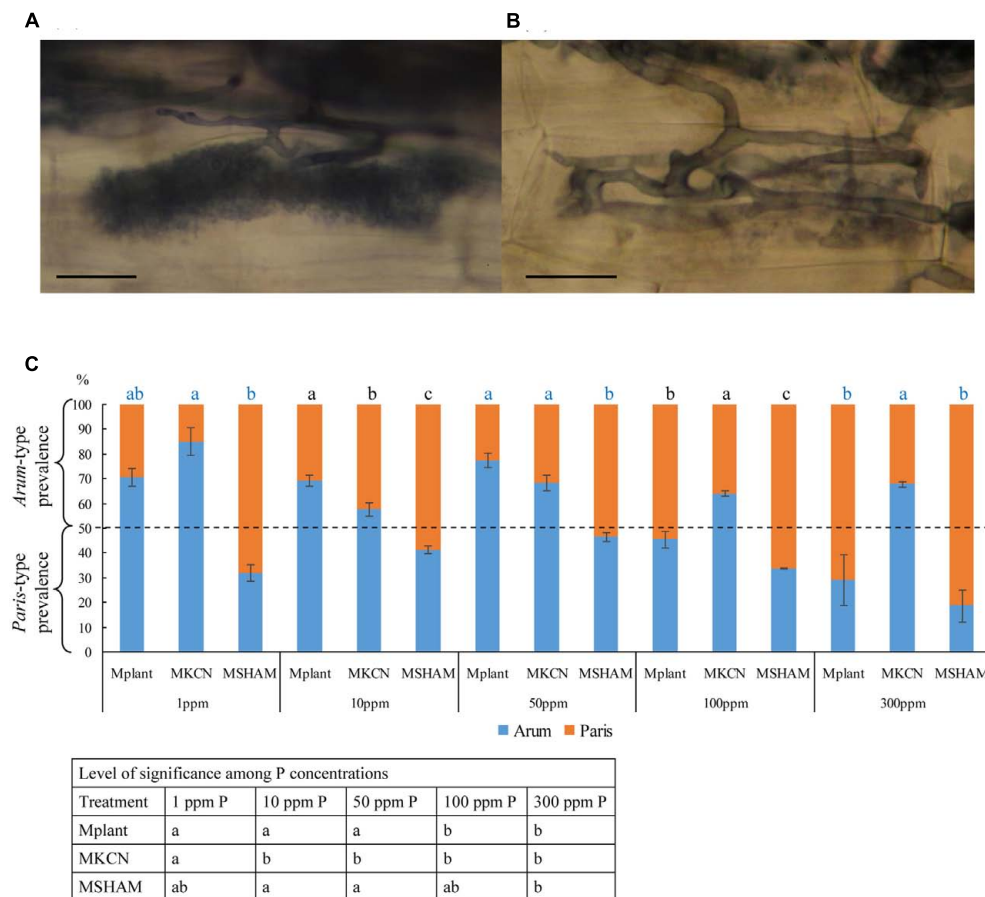 A
B
C
%
ab a b a b c a a b b a c b a b
100
90
80
70
60
50
40
30
20
10
0
Arum-type
prevalence
Paris-type
prevalence
Mplant MKCN MSHAM Mplant MKCN MSHAM Mplant MKCN MSHAM Mplant MKCN MSHAM Mplant MKCN MSHAM
1ppm 10ppm 50ppm 100ppm 300ppm
Arum Paris
Level of significance among P concentrations
Treatment 1 ppm P 10 ppm P 50 ppm P 100 ppm P 300 ppm P
Mplant a a a b b
MKCN a b b b b
MSHAM ab a a ab b